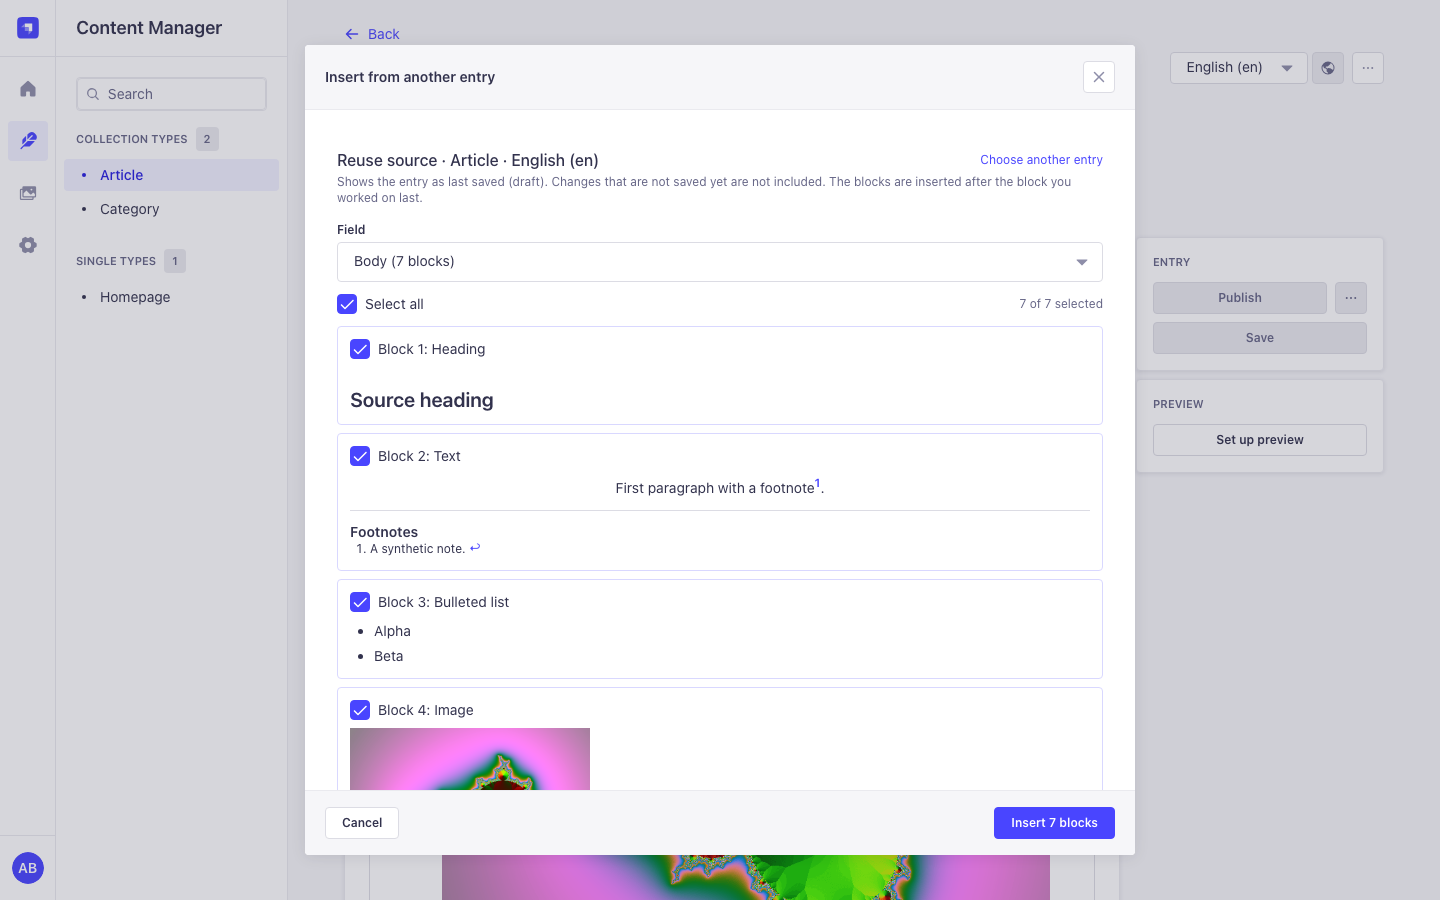 Content Manager
Search
COLLECTION TYPES 2
Article
Category
SINGLE TYPES 1
Homepage
AB
Back
English (en)
Insert from another entry
Reuse source · Article · English (en)
Choose another entry
Shows the entry as last saved (draft). Changes that are not saved yet are not included. The blocks are inserted after the block you
worked on last.
Field
Body (7 blocks)
Select all
7 of 7 selected
Block 1: Heading
Source heading
Block 2: Text
First paragraph with a footnote1.
Footnotes
1. A synthetic note. ↩
Block 3: Bulleted list
• Alpha
• Beta
Block 4: Image
Cancel
Insert 7 blocks
ENTRY
Publish
Save
PREVIEW
Set up preview